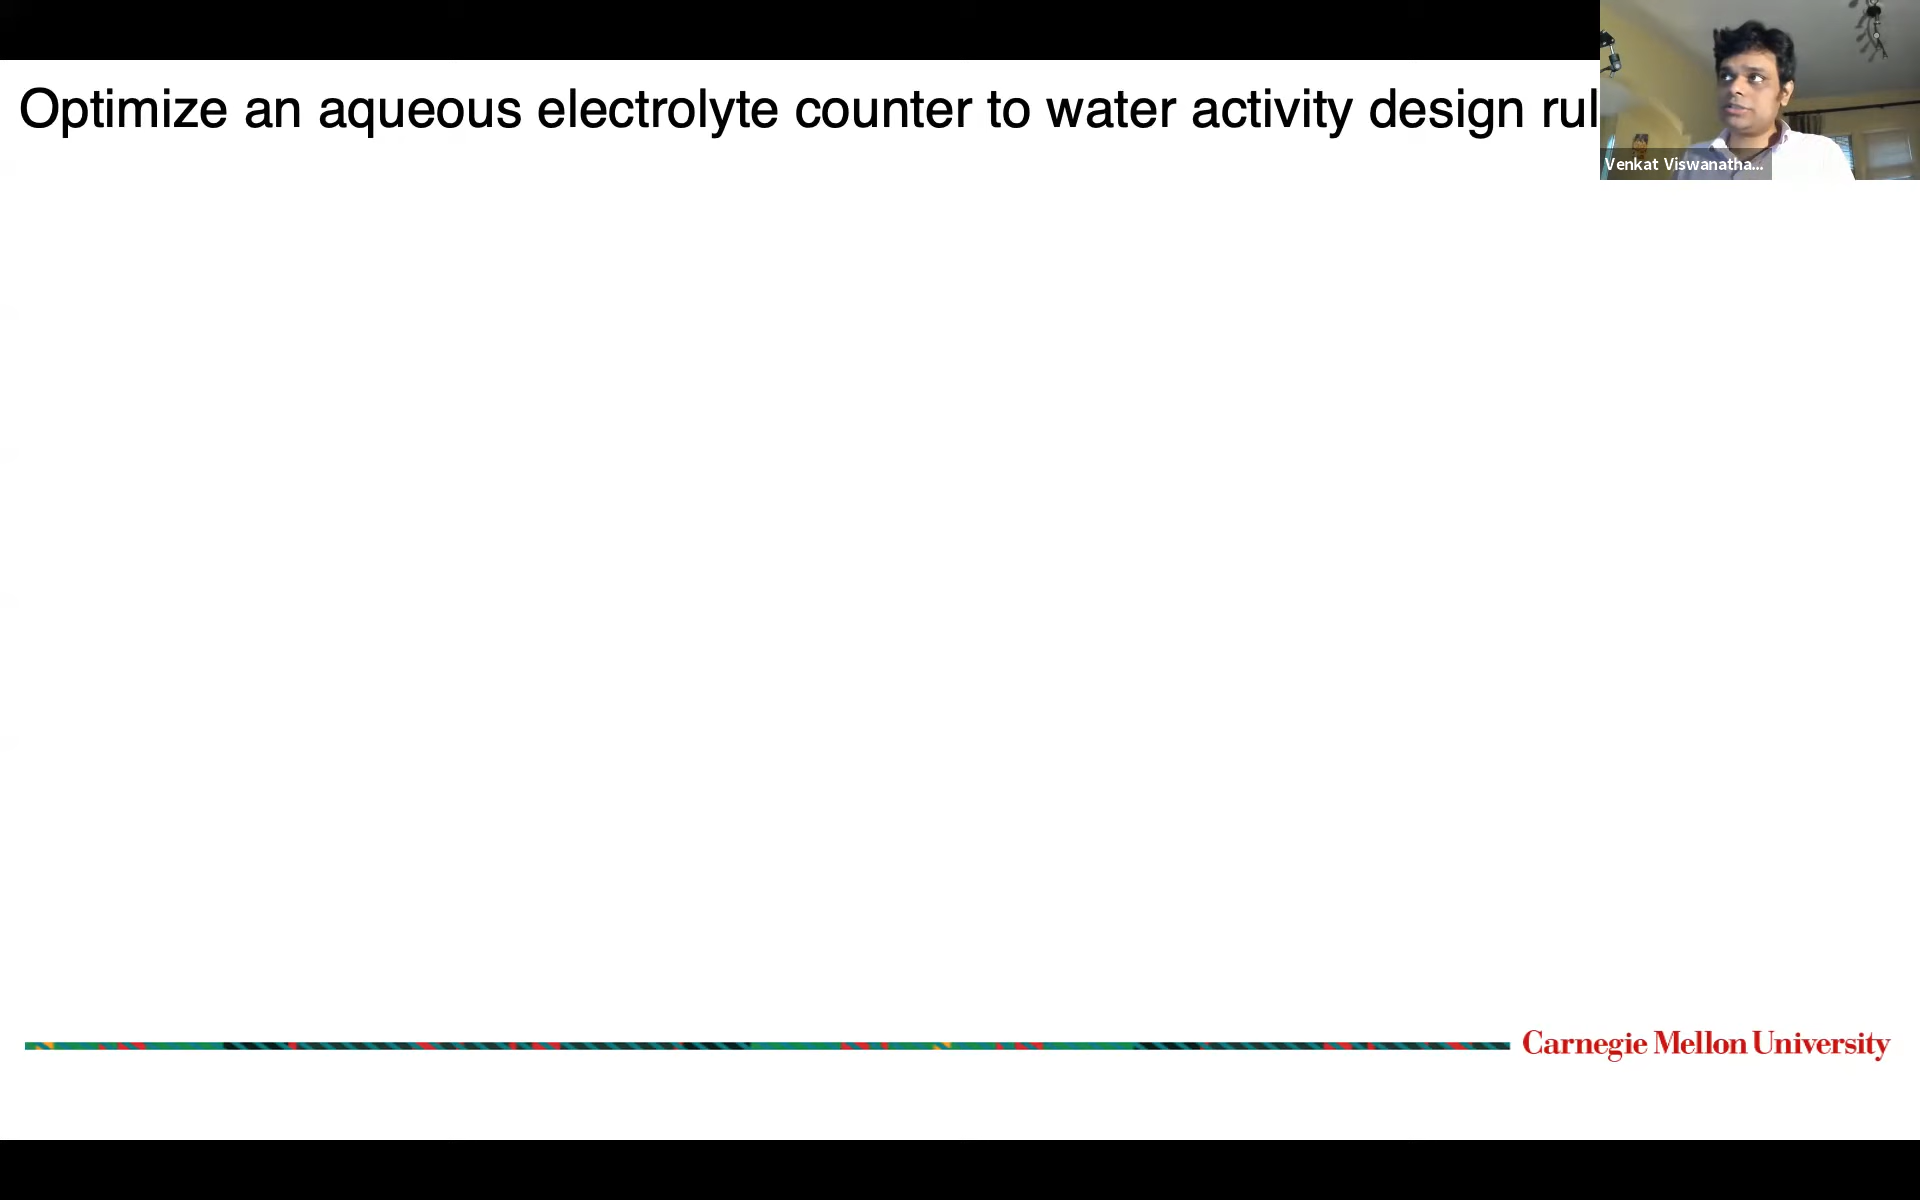 Optimize an aqueous electrolyte counter to water activity design rul
Venkat Viswanatha...
Carnegie Mellon University